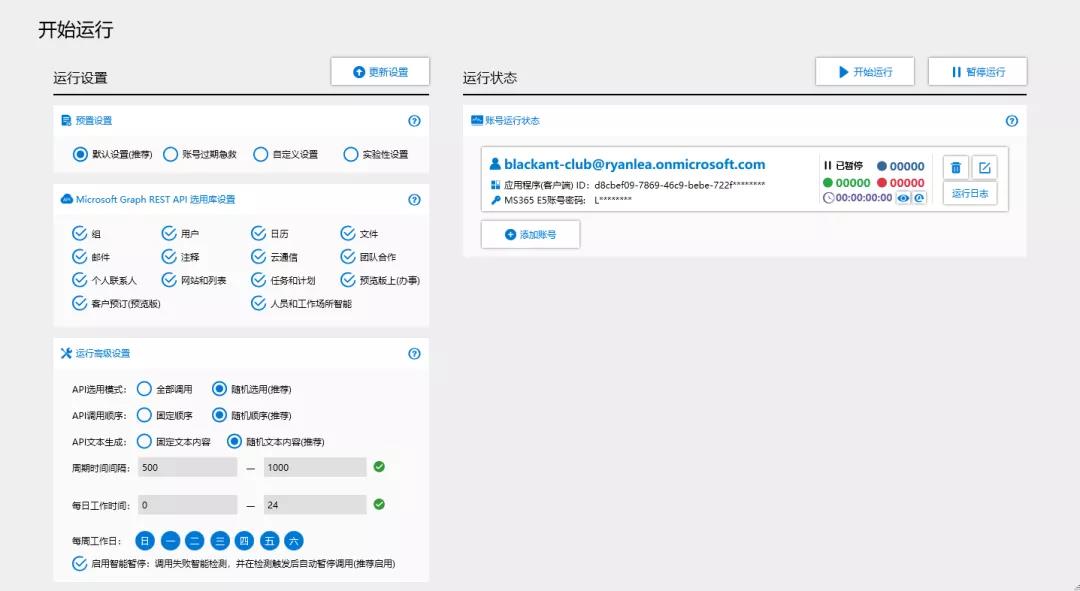 开始运行
运行设置
更新设置
预置设置
默认设置(推荐) 账号过期急救 自定义设置 实验性设置
Microsoft Graph REST API 选用库设置
组 用户 日历 文件
邮件 注释 云通信 团队合作
个人联系人 网站和列表 任务和计划 预览版上(办事)
客户预订(预览版) 人员和工作场所智能
运行高级设置
API选用模式: 全部调用 随机选用(推荐)
API调用顺序: 固定顺序 随机顺序(推荐)
API文本生成: 固定文本内容 随机文本内容(推荐)
周期时间间隔: 500 — 1000
每日工作时间: 0 — 24
每周工作日: 日 一 二 三 四 五 六
启用智能暂停: 调用失败智能检测, 并在检测触发后自动暂停调用(推荐启用)
运行状态
开始运行 暂停运行
账号运行状态
blackant-club@ryanlea.onmicrosoft.com
应用程序(客户端) ID: d8cbef09-7869-46c9-bebe-722f********
MS365 E5账号密码: L********
已暂停 00000
00000 00000
00:00:00:00
运行日志
添加账号